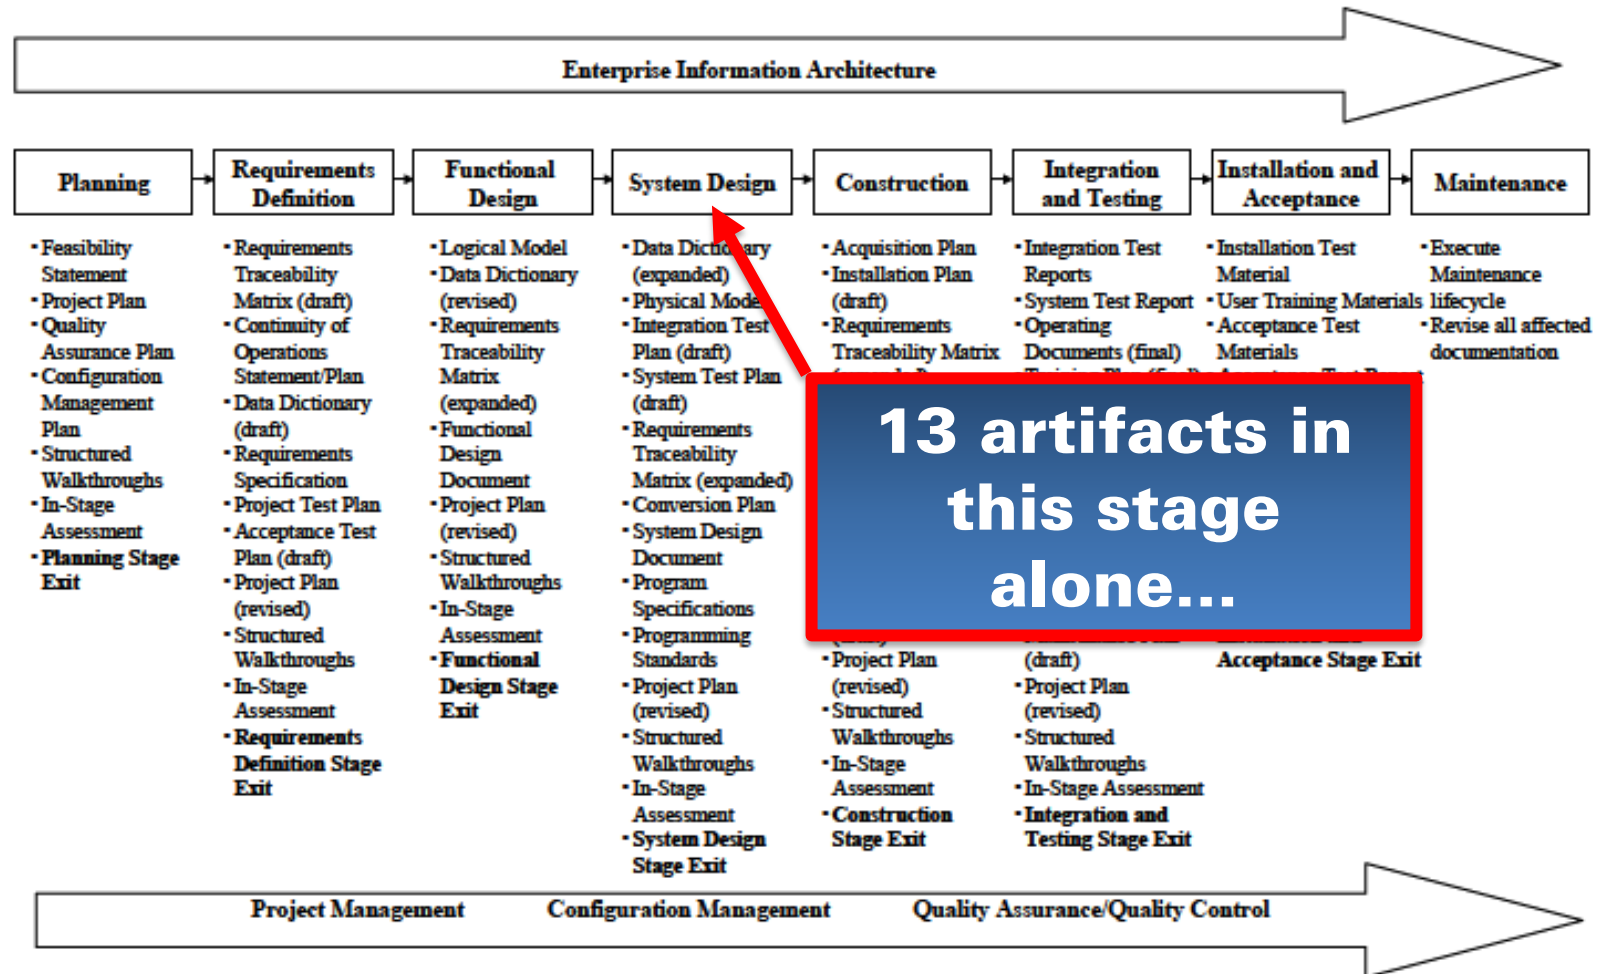 Enterprise Information Architecture
Planning
Requirements
Definition
Functional
Design
System Design
Construction
Integration
and Testing
Installation and
Acceptance
Maintenance
▪ Feasibility
Statement
▪ Project Plan
▪ Quality
Assurance Plan
▪ Configuration
Management
Plan
▪ Structured
Walkthroughs
▪ In-Stage
Assessment
▪ Planning Stage
Exit
▪ Requirements
Traceability
Matrix (draft)
▪ Continuity of
Operations
Statement/Plan
▪ Data Dictionary
(draft)
▪ Requirements
Specification
▪ Project Test Plan
▪ Acceptance Test
Plan (draft)
▪ Project Plan
(revised)
▪ Structured
Walkthroughs
▪ In-Stage
Assessment
▪ Requirements
Definition Stage
Exit
▪ Logical Model
▪ Data Dictionary
(revised)
▪ Requirements
Traceability
Matrix
(expanded)
▪ Functional
Design
Document
▪ Project Plan
(revised)
▪ Structured
Walkthroughs
▪ In-Stage
Assessment
▪ Functional
Design Stage
Exit
▪ Data Dictionary
(expanded)
▪ Physical Model
▪ Integration Test
Plan (draft)
▪ System Test Plan
(draft)
▪ Requirements
Traceability
Matrix (expanded)
▪ Conversion Plan
▪ System Design
Document
▪ Program
Specifications
▪ Programming
Standards
▪ Project Plan
(revised)
▪ Structured
Walkthroughs
▪ In-Stage
Assessment
▪ System Design
Stage Exit
▪ Acquisition Plan
▪ Installation Plan
(draft)
▪ Requirements
Traceability Matrix
▪ Project Plan
(revised)
▪ Structured
Walkthroughs
▪ In-Stage
Assessment
▪ Construction
Stage Exit
▪ Integration Test
Reports
▪ System Test Report
▪ Operating
Documents (final)
(draft)
▪ Project Plan
(revised)
▪ Structured
Walkthroughs
▪ In-Stage Assessment
▪ Integration and
Testing Stage Exit
▪ Installation Test
Material
▪ User Training Materials
▪ Acceptance Test
Materials
Acceptance Stage Exit
▪ Execute
Maintenance
lifecycle
▪ Revise all affected
documentation
13 artifacts in
this stage
alone...
Project Management
Configuration Management
Quality Assurance/Quality Control